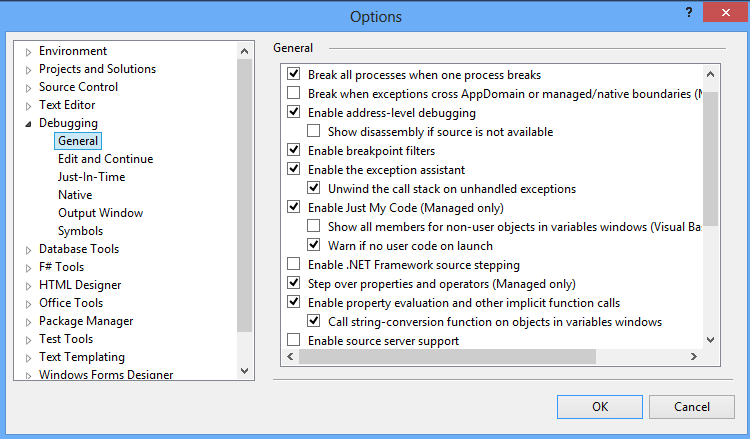 Options
?
Environment
Projects and Solutions
Source Control
Text Editor
Debugging
General
Edit and Continue
Just-In-Time
Native
Output Window
Symbols
Database Tools
F# Tools
HTML Designer
Office Tools
Package Manager
Test Tools
Text Templating
Windows Forms Designer
General
Break all processes when one process breaks
Break when exceptions cross AppDomain or managed/native boundaries (M
Enable address-level debugging
Show disassembly if source is not available
Enable breakpoint filters
Enable the exception assistant
Unwind the call stack on unhandled exceptions
Enable Just My Code (Managed only)
Show all members for non-user objects in variables windows (Visual Bas
Warn if no user code on launch
Enable .NET Framework source stepping
Step over properties and operators (Managed only)
Enable property evaluation and other implicit function calls
Call string-conversion function on objects in variables windows
Enable source server support
OK
Cancel